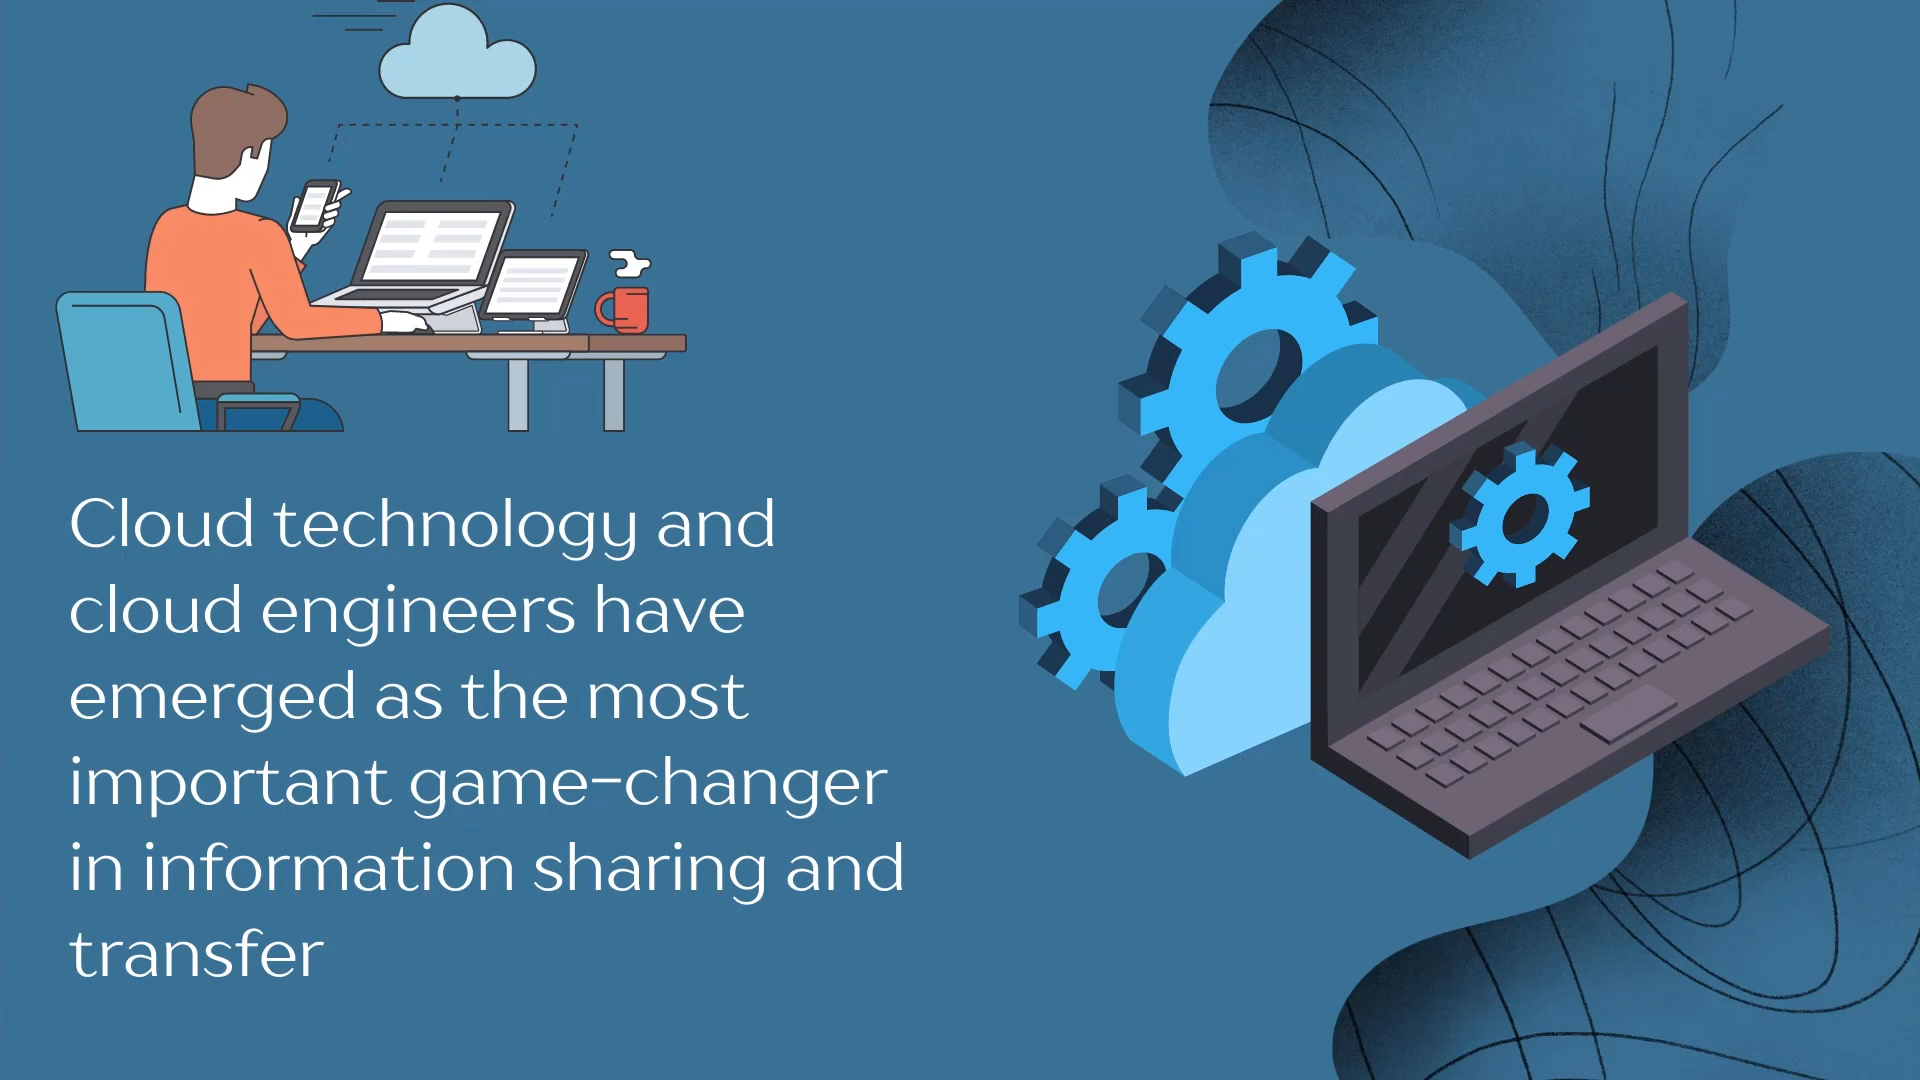 Cloud technology and
cloud engineers have
emerged as the most
important game-changer
in information sharing and
transfer